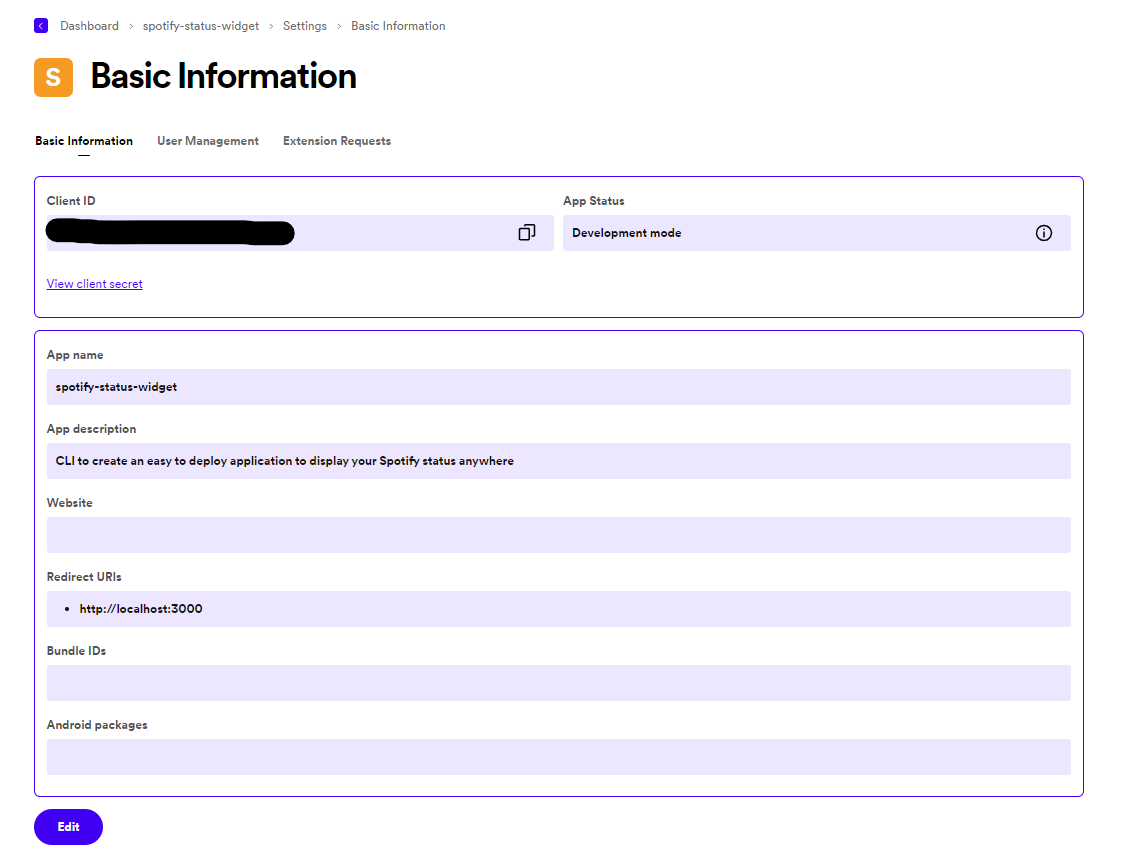 Dashboard › spotify-status-widget › Settings › Basic Information
S Basic Information
Basic Information User Management Extension Requests
Client ID App Status
Development mode
View client secret
App name
spotify-status-widget
App description
CLI to create an easy to deploy application to display your Spotify status anywhere
Website
Redirect URIs
• http://localhost:3000
Bundle IDs
Android packages
Edit